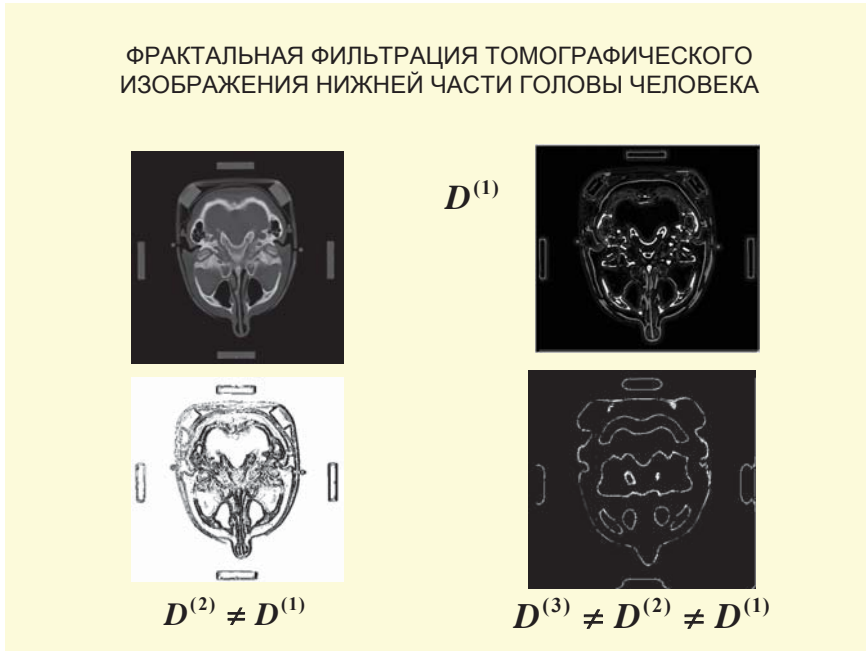 ФРАКТАЛЬНАЯ ФИЛЬТРАЦИЯ ТОМОГРАФИЧЕСКОГО
ИЗОБРАЖЕНИЯ НИЖНЕЙ ЧАСТИ ГОЛОВЫ ЧЕЛОВЕКА
D⁽¹⁾
D⁽²⁾ ≠ D⁽¹⁾
D⁽³⁾ ≠ D⁽²⁾ ≠ D⁽¹⁾